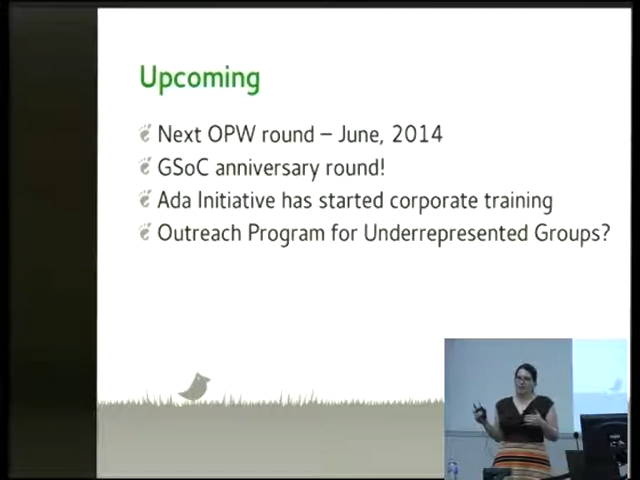 Upcoming
Next OPW round – June, 2014
GSoC anniversary round!
Ada Initiative has started corporate training
Outreach Program for Underrepresented Groups?